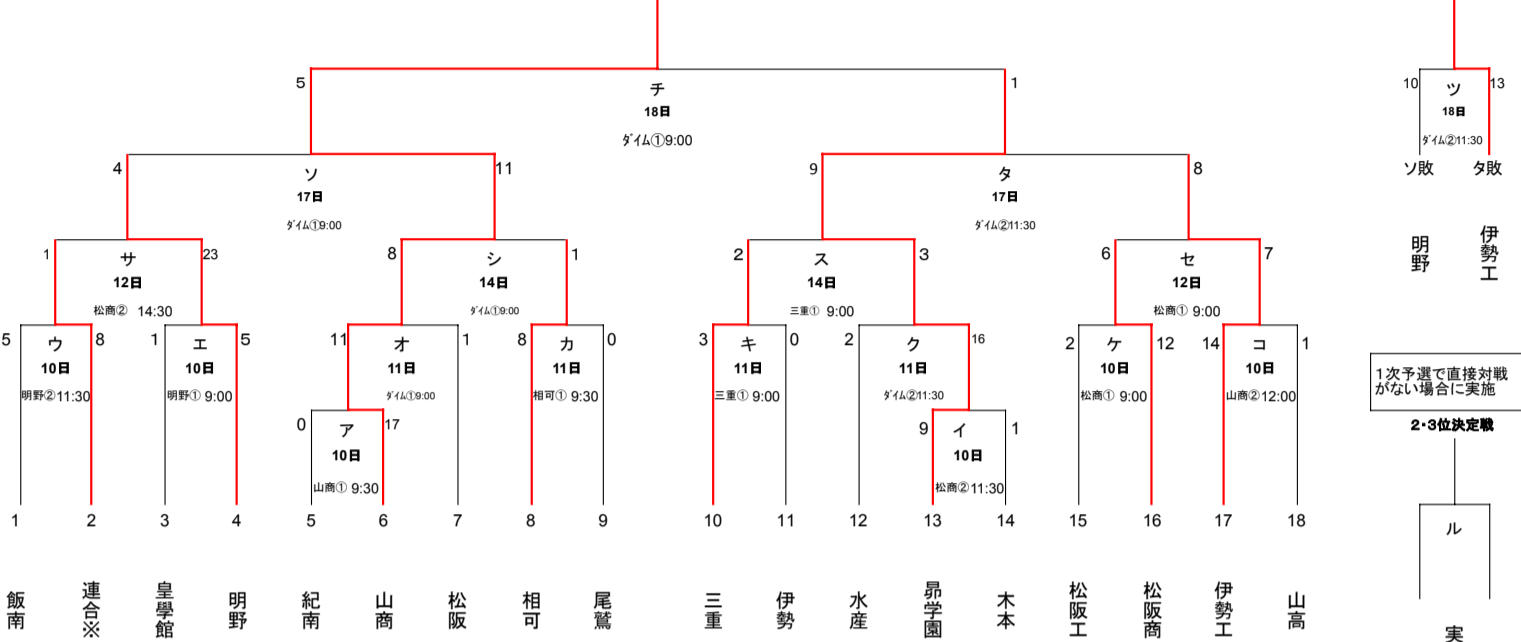 5 チ 1
18日
ダイム①9:00
10 ツ 13
18日
ダイム②11:30
ソ敗 タ敗
明野 伊勢工
4 ソ 11
17日
ダイム①9:00
9 タ 8
17日
ダイム②11:30
1 サ 23
12日
松商② 14:30
8 シ 1
14日
ダイム①9:00
2 ス 3
14日
三重① 9:00
6 セ 7
12日
松商① 9:00
5 ウ 8
10日
明野②11:30
1 エ 5
10日
明野① 9:00
11 オ 1
11日
ダイム①9:00
8 カ 0
11日
相可① 9:30
3 キ 0
11日
三重① 9:00
2 ク 16
11日
ダイム②11:30
2 ケ 12
10日
松商① 9:00
14 コ 1
10日
山商②12:00
0 ア 17
10日
山商① 9:30
9 イ 1
10日
松商②11:30
1次予選で直接対戦
がない場合に実施
2・3位決定戦
ル
1 2 3 4 5 6 7 8 9 10 11 12 13 14 15 16 17 18
飯南 連合※ 皇學館 明野 紀南 山商 松阪 相可 尾鷲 三重 伊勢 水産 昴学園 木本 松阪工 松阪商 伊勢工 山高
実